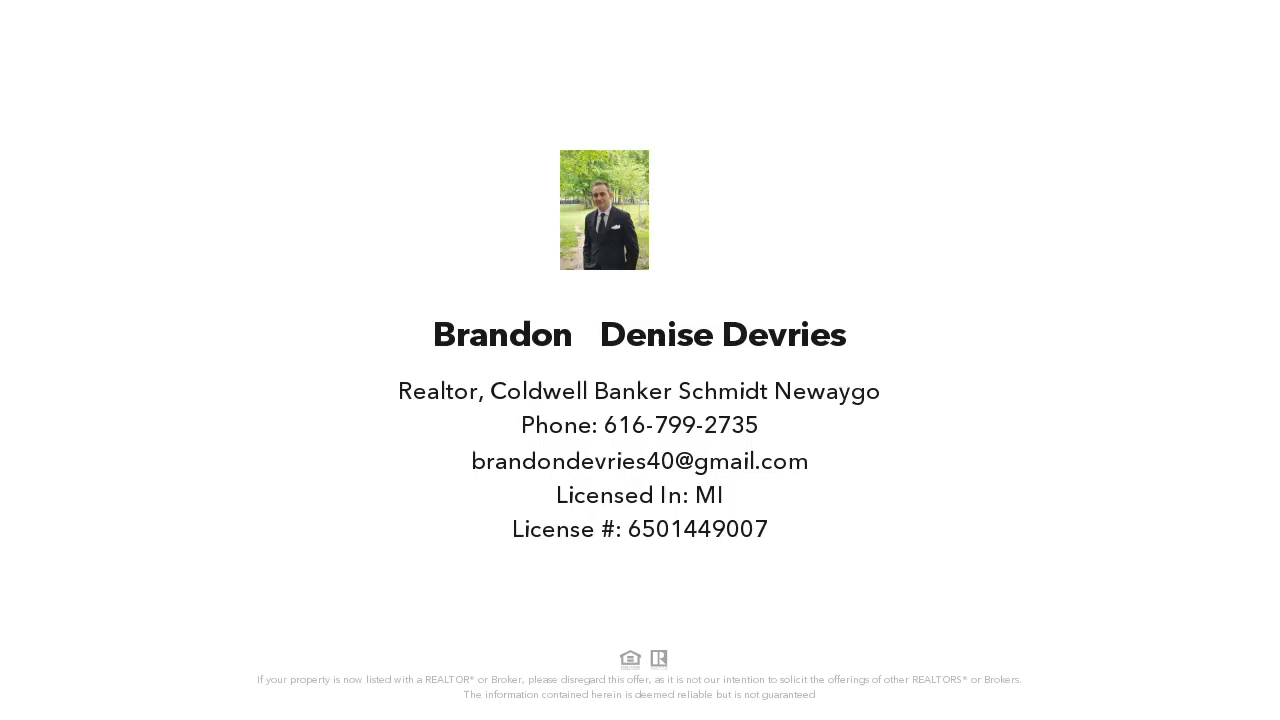 Brandon   Denise Devries
Realtor, Coldwell Banker Schmidt Newaygo
Phone: 616-799-2735
brandondevries40@gmail.com
Licensed In: MI
License #: 6501449007
If your property is now listed with a REALTOR® or Broker, please disregard this offer, as it is not our intention to solicit the offerings of other REALTORS® or Brokers.
The information contained herein is deemed reliable but is not guaranteed